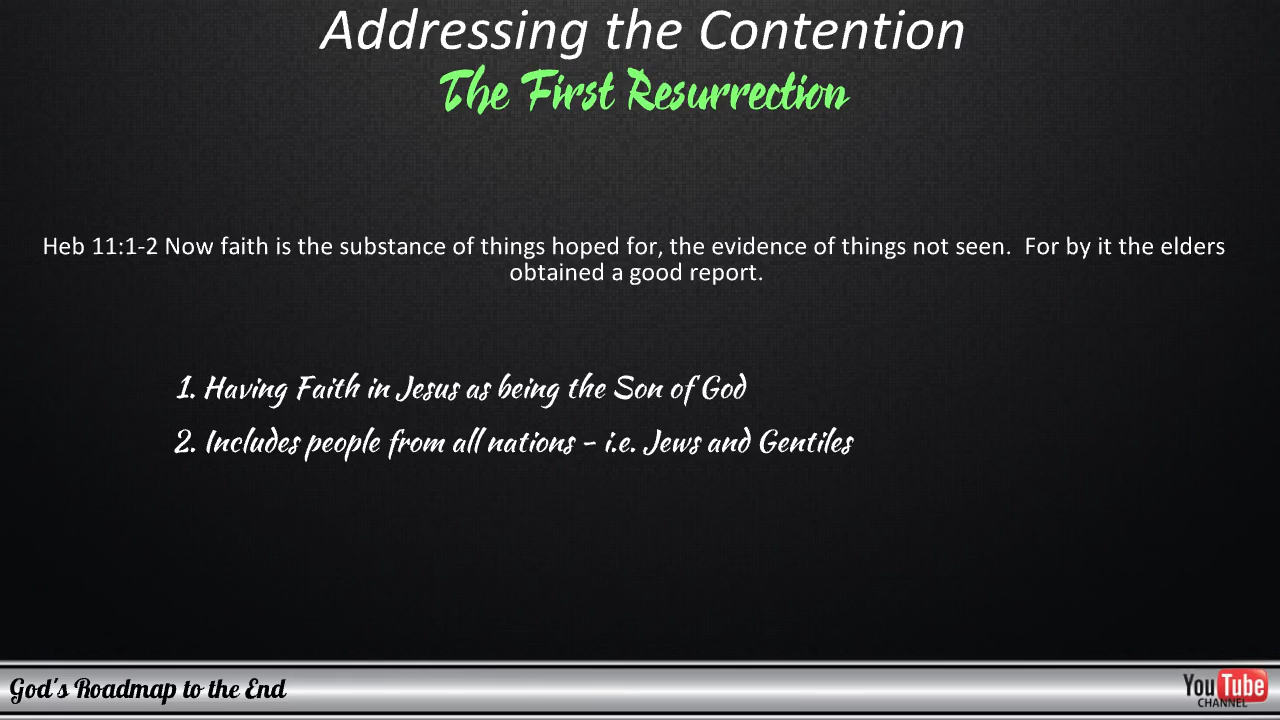 Addressing the Contention
The First Resurrection
Heb 11:1-2 Now faith is the substance of things hoped for, the evidence of things not seen.  For by it the elders
obtained a good report.
1. Having Faith in Jesus as being the Son of God
2. Includes people from all nations – i.e. Jews and Gentiles
God's Roadmap to the End
YouTube
CHANNEL